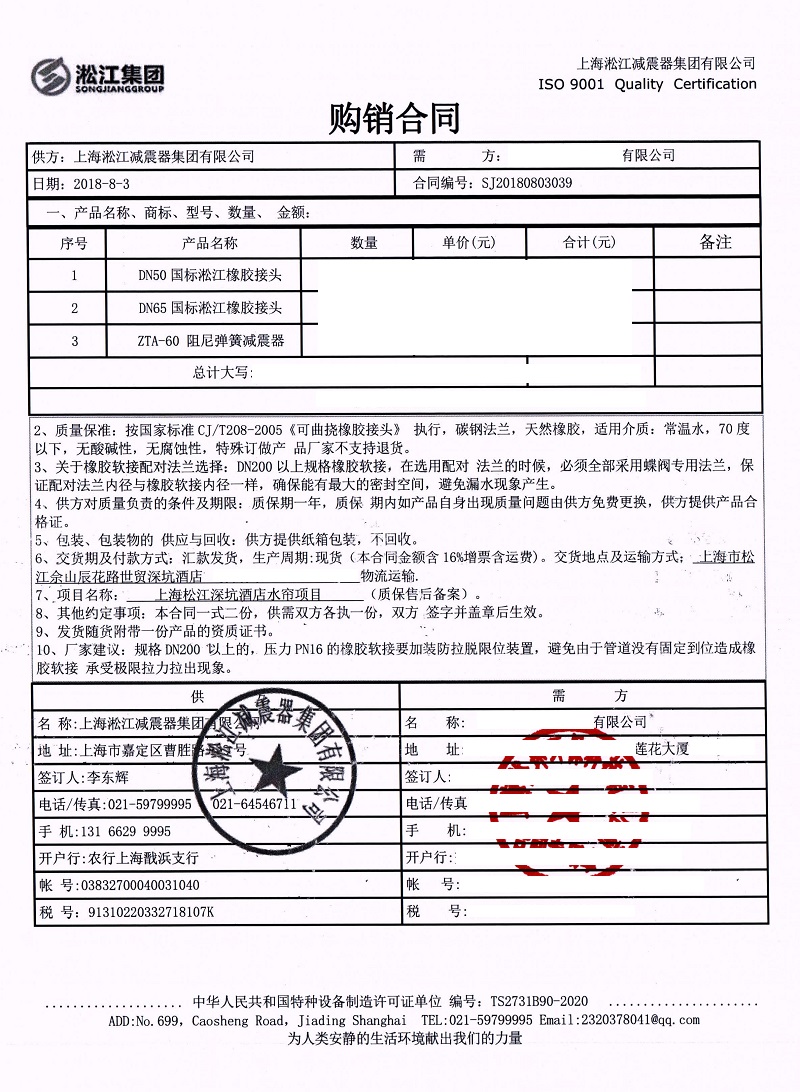 淞江集团
SONGJIANGGROUP
上海淞江减震器集团有限公司
ISO 9001 Quality Certification
购销合同
供方：上海淞江减震器集团有限公司 需 方： 有限公司
日期：2018-8-3 合同编号：SJ20180803039
一、产品名称、商标、型号、数量、 金额：
序号 产品名称 数量 单价(元) 合计(元) 备注
1 DN50 国标淞江橡胶接头
2 DN65 国标淞江橡胶接头
3 ZTA-60 阻尼弹簧减震器
总计大写:
2、质量保准：按国家标准 CJ/T208-2005《可曲挠橡胶接头》 执行，碳钢法兰，天然橡胶，适用介质：常温水，70 度
以下，无酸碱性，无腐蚀性，特殊订做产 品厂家不支持退货。
3、关于橡胶软接配对法兰选择：DN200 以上规格橡胶软接，在选用配对 法兰的时候，必须全部采用蝶阀专用法兰，保
证配对法兰内径与橡胶软接内径一样，确保能有最大的密封空间，避免漏水现象产生。
4、供方对质量负责的条件及期限：质保期一年，质保 期内如产品自身出现质量问题由供方免费更换，供方提供产品合
格证。
5、包装、包装物的 供应与回收：供方提供纸箱包装，不回收。
6、交货期及付款方式：汇款发货，生产周期:现货（本合同金额含 16%增票含运费）。交货地点及运输方式； 上海市松
江佘山辰花路世贸深坑酒店 物流运输.
7、项目名称： 上海松江深坑酒店水帘项目 （质保售后备案）。
8、其他约定事项：本合同一式二份，供需双方各执一份，双方 签字并盖章后生效。
9、发货随货附带一份产品的资质证书。
10、厂家建议：规格 DN200 以上的，压力 PN16 的橡胶软接要加装防拉脱限位装置，避免由于管道没有固定到位造成橡
胶软接 承受极限拉力拉出现象。
供 需 方
名 称:上海淞江减震器集团有限公 名 称: 有限公司
地 址:上海市嘉定区曹胜路 号 地 址: 莲花大厦
签订人:李东辉 签订人:
电话/传真:021-59799995 021-64546711 电话/传真
手 机:131 6629 9995 手 机:
开户行:农行上海戬浜支行 开户行:
帐 号:03832700040031040 帐 号:
税 号: 91310220332718107K 税 号:
上海淞江减震器集团有限公司
中华人民共和国特种设备制造许可证单位 编号：TS2731B90-2020
ADD:No.699, Caosheng Road, Jiading Shanghai TEL:021-59799995 Email:2320378041@qq.com
为人类安静的生活环境献出我们的力量